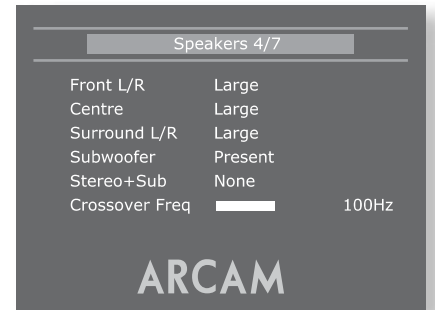 Speakers 4/7
Front L/R Large
Centre Large
Surround L/R Large
Subwoofer Present
Stereo+Sub None
Crossover Freq 100Hz
ARCAM